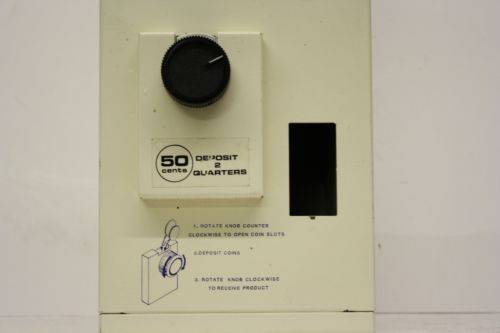 50
cents
DEPOSIT
2
QUARTERS
1. ROTATE KNOB COUNTER
CLOCKWISE TO OPEN COIN SLOTS
2.DEPOSIT COINS
3. ROTATE KNOB CLOCKWISE
TO RECEIVE PRODUCT